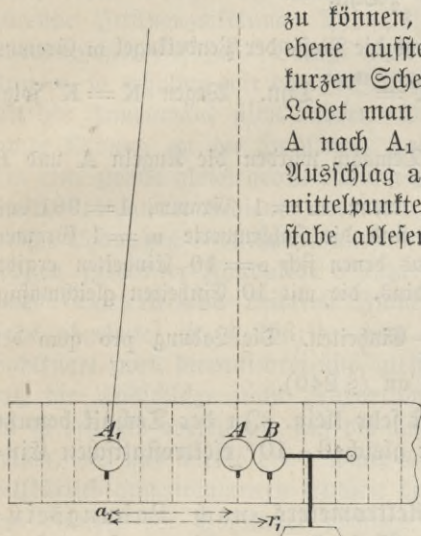 zu können,
ebene aufste
kurzen Sche
Ladet man
A nach A₁
Ausschlag a
mittelpunkte
stabe ablesen
A₁ A B
a₁ r₁